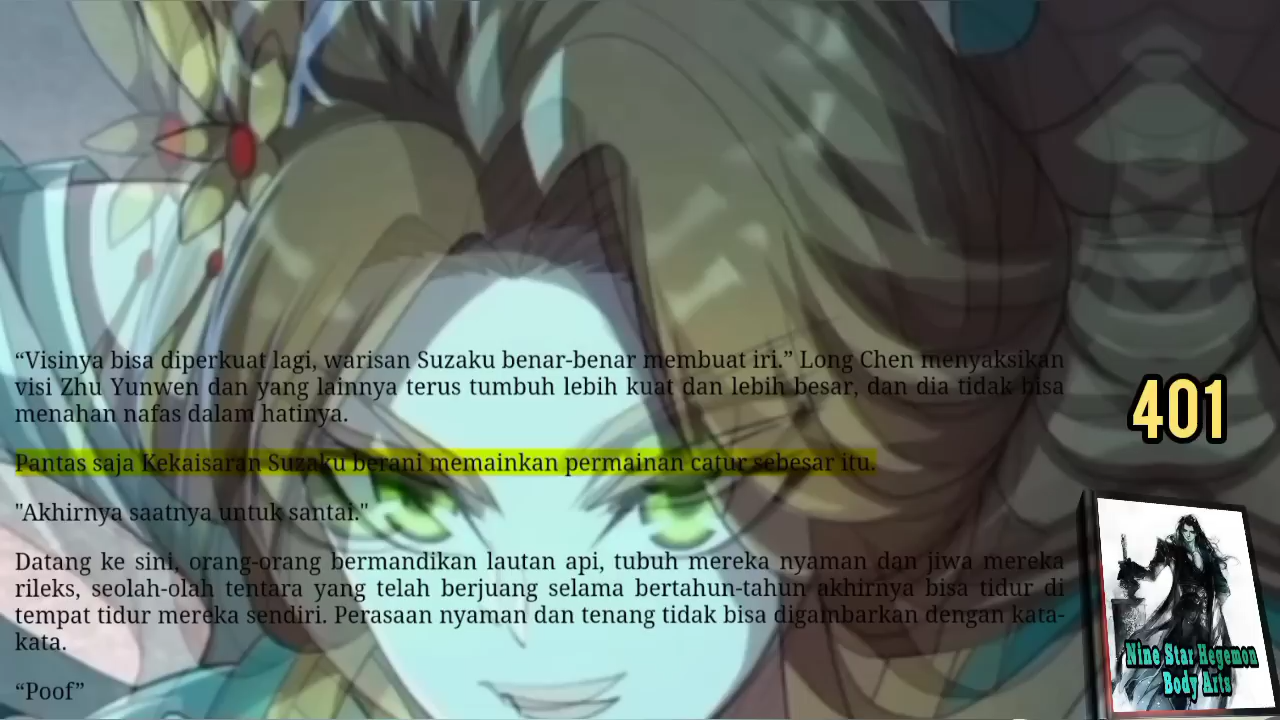 “Visinya bisa diperkuat lagi, warisan Suzaku benar-benar membuat iri.” Long Chen menyaksikan
visi Zhu Yunwen dan yang lainnya terus tumbuh lebih kuat dan lebih besar, dan dia tidak bisa
menahan nafas dalam hatinya.
Pantas saja Kekaisaran Suzaku berani memainkan permainan catur sebesar itu.
"Akhirnya saatnya untuk santai."
Datang ke sini, orang-orang bermandikan lautan api, tubuh mereka nyaman dan jiwa mereka
rileks, seolah-olah tentara yang telah berjuang selama bertahun-tahun akhirnya bisa tidur di
tempat tidur mereka sendiri. Perasaan nyaman dan tenang tidak bisa digambarkan dengan kata-
kata.
“Poof”
401
Nine Star Hegemon
Body Arts